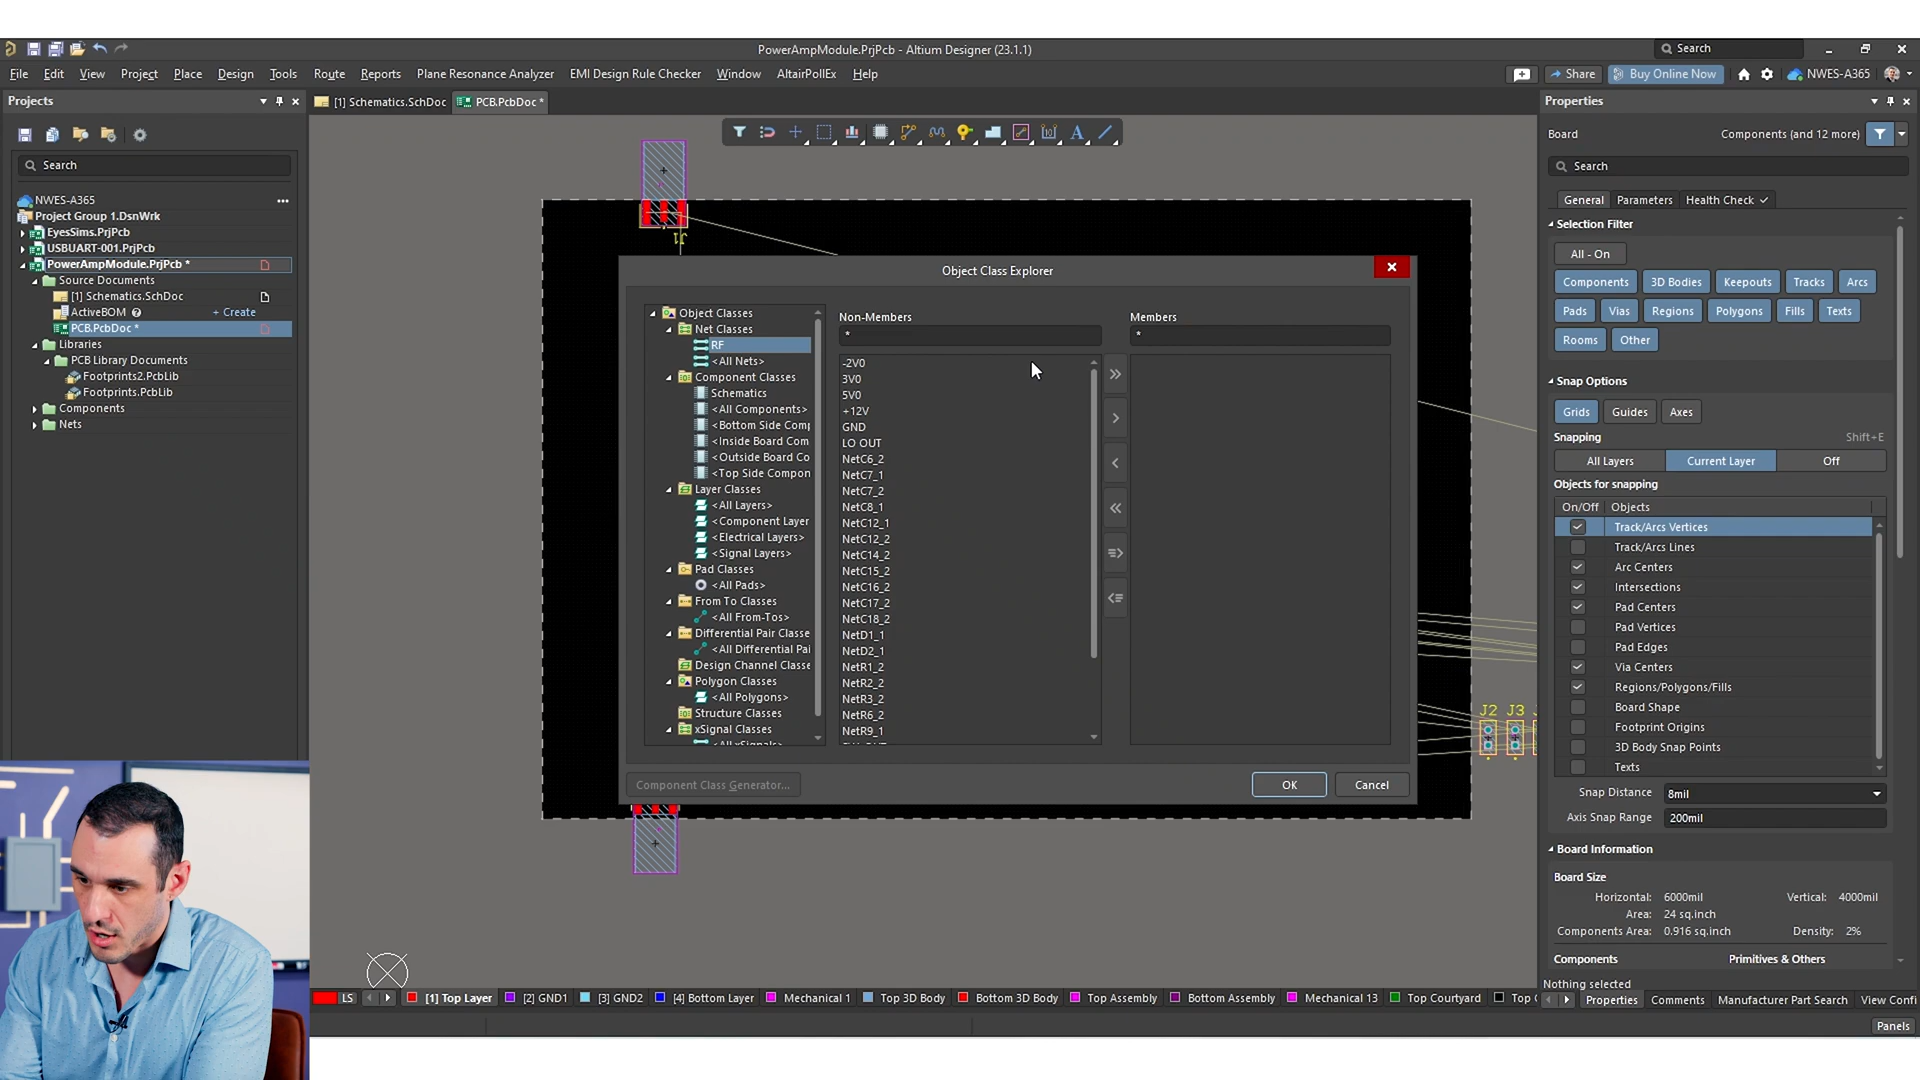 PowerAmpModule.PrjPcb - Altium Designer (23.1.1)
Search
File Edit View Project Place Design Tools Route Reports Plane Resonance Analyzer EMI Design Rule Checker Window AltairPollEx Help
Share
Buy Online Now
NWES-A365
Projects
[1] Schematics.SchDoc
PCB.PcbDoc *
Search
NWES-A365
Project Group 1.DsnWrk
EyesSims.PrjPcb
USBUART-001.PrjPcb
PowerAmpModule.PrjPcb *
Source Documents
[1] Schematics.SchDoc
ActiveBOM
+ Create
PCB.PcbDoc *
Libraries
PCB Library Documents
Footprints2.PcbLib
Footprints.PcbLib
Components
Nets
J1
Object Class Explorer
Object Classes
Net Classes
RF
<All Nets>
Component Classes
Schematics
<All Components>
<Bottom Side Comp
<Inside Board Com
<Outside Board Co
<Top Side Compon
Layer Classes
<All Layers>
<Component Layer
<Electrical Layers>
<Signal Layers>
Pad Classes
<All Pads>
From To Classes
<All From-Tos>
Differential Pair Classe
<All Differential Pai
Design Channel Classe
Polygon Classes
<All Polygons>
Structure Classes
xSignal Classes
<All xSignals>
Non-Members
*
-2V0
3V0
5V0
+12V
GND
LO OUT
NetC6_2
NetC7_1
NetC7_2
NetC8_1
NetC12_1
NetC12_2
NetC14_2
NetC15_2
NetC16_2
NetC17_2
NetC18_2
NetD1_1
NetD2_1
NetR1_2
NetR2_2
NetR3_2
NetR6_2
NetR9_1
Members
*
Component Class Generator...
OK
Cancel
J2 J3
Properties
Board
Components (and 12 more)
Search
General Parameters Health Check
Selection Filter
All - On
Components 3D Bodies Keepouts Tracks Arcs
Pads Vias Regions Polygons Fills Texts
Rooms Other
Snap Options
Grids Guides Axes
Snapping
Shift+E
All Layers Current Layer Off
Objects for snapping
On/Off Objects
Track/Arcs Vertices
Track/Arcs Lines
Arc Centers
Intersections
Pad Centers
Pad Vertices
Pad Edges
Via Centers
Regions/Polygons/Fills
Board Shape
Footprint Origins
3D Body Snap Points
Texts
Snap Distance 8mil
Axis Snap Range 200mil
Board Information
Board Size
Horizontal: 6000mil Vertical: 4000mil
Area: 24 sq.inch
Components Area: 0.916 sq.inch Density: 2%
Components Primitives & Others
Nothing selected
LS
[1] Top Layer
[2] GND1
[3] GND2
[4] Bottom Layer
Mechanical 1
Top 3D Body
Bottom 3D Body
Top Assembly
Bottom Assembly
Mechanical 13
Top Courtyard
Top
Properties Comments Manufacturer Part Search View Confi
Panels